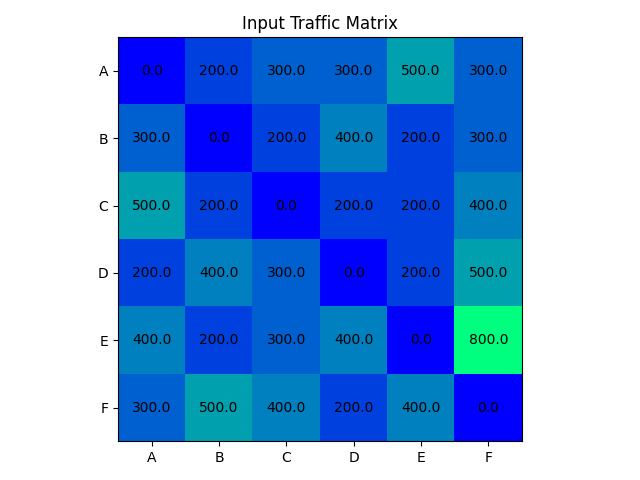 Input Traffic Matrix
A 0.0 200.0 300.0 300.0 500.0 300.0
B 300.0 0.0 200.0 400.0 200.0 300.0
C 500.0 200.0 0.0 200.0 200.0 400.0
D 200.0 400.0 300.0 0.0 200.0 500.0
E 400.0 200.0 300.0 400.0 0.0 800.0
F 300.0 500.0 400.0 200.0 400.0 0.0
A B C D E F